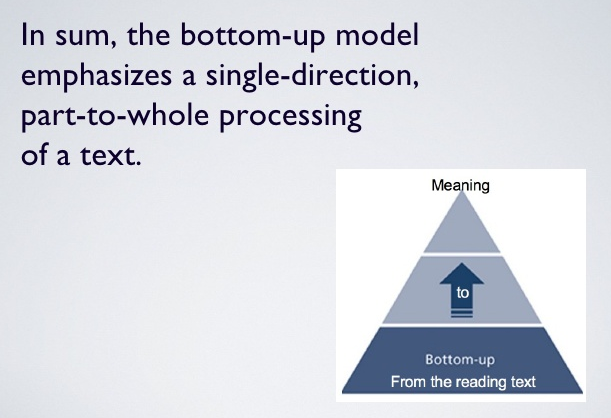 In sum, the bottom-up model
emphasizes a single-direction,
part-to-whole processing
of a text.
Meaning
to
Bottom-up
From the reading text